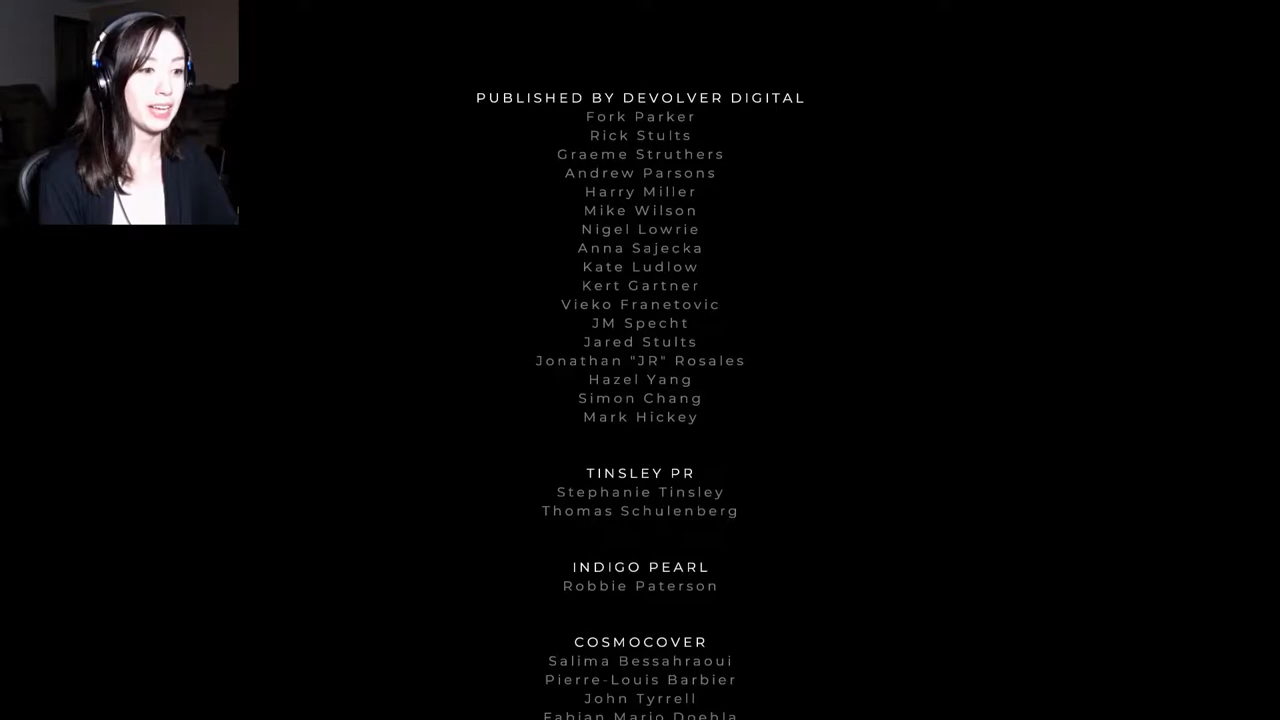 PUBLISHED BY DEVOLVER DIGITAL
Fork Parker
Rick Stults
Graeme Struthers
Andrew Parsons
Harry Miller
Mike Wilson
Nigel Lowrie
Anna Sajecka
Kate Ludlow
Kert Gartner
Vieko Franetovic
JM Specht
Jared Stults
Jonathan "JR" Rosales
Hazel Yang
Simon Chang
Mark Hickey
TINSLEY PR
Stephanie Tinsley
Thomas Schulenberg
INDIGO PEARL
Robbie Paterson
COSMOCOVER
Salima Bessahraoui
Pierre-Louis Barbier
John Tyrrell
Fabian Mario Doehla